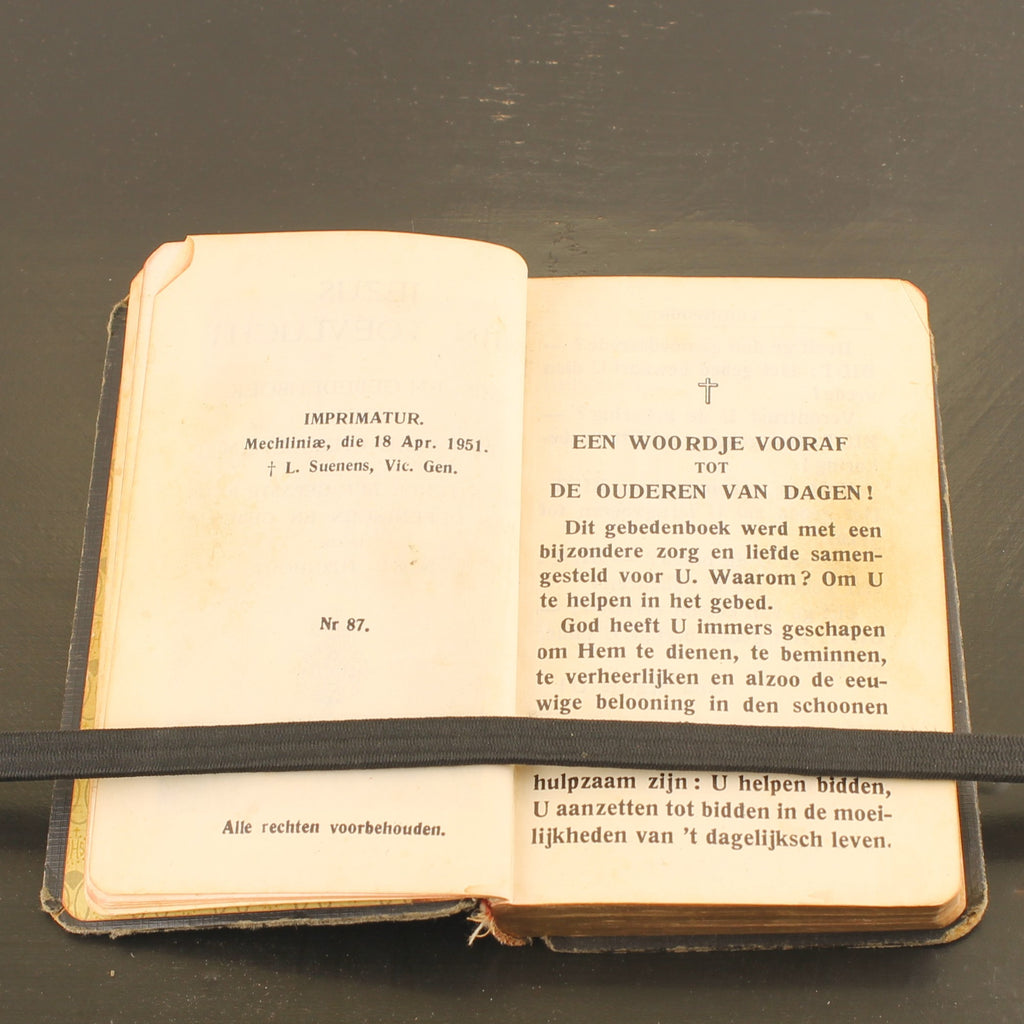 IMPRIMATUR.
Mechliniæ, die 18 Apr. 1951.
† L. Suenens, Vic. Gen.
Nr 87.
Alle rechten voorbehouden.
EEN WOORDJE VOORAF
TOT
DE OUDEREN VAN DAGEN!
Dit gebedenboek werd met een
bijzondere zorg en liefde samen-
gesteld voor U. Waarom? Om U
te helpen in het gebed.
God heeft U immers geschapen
om Hem te dienen, te beminnen,
te verheerlijken en alzoo de eeu-
wige belooning in den schoonen
hulpzaam zijn: U helpen bidden,
U aanzetten tot bidden in de moei-
lijkheden van 't dagelijksch leven.